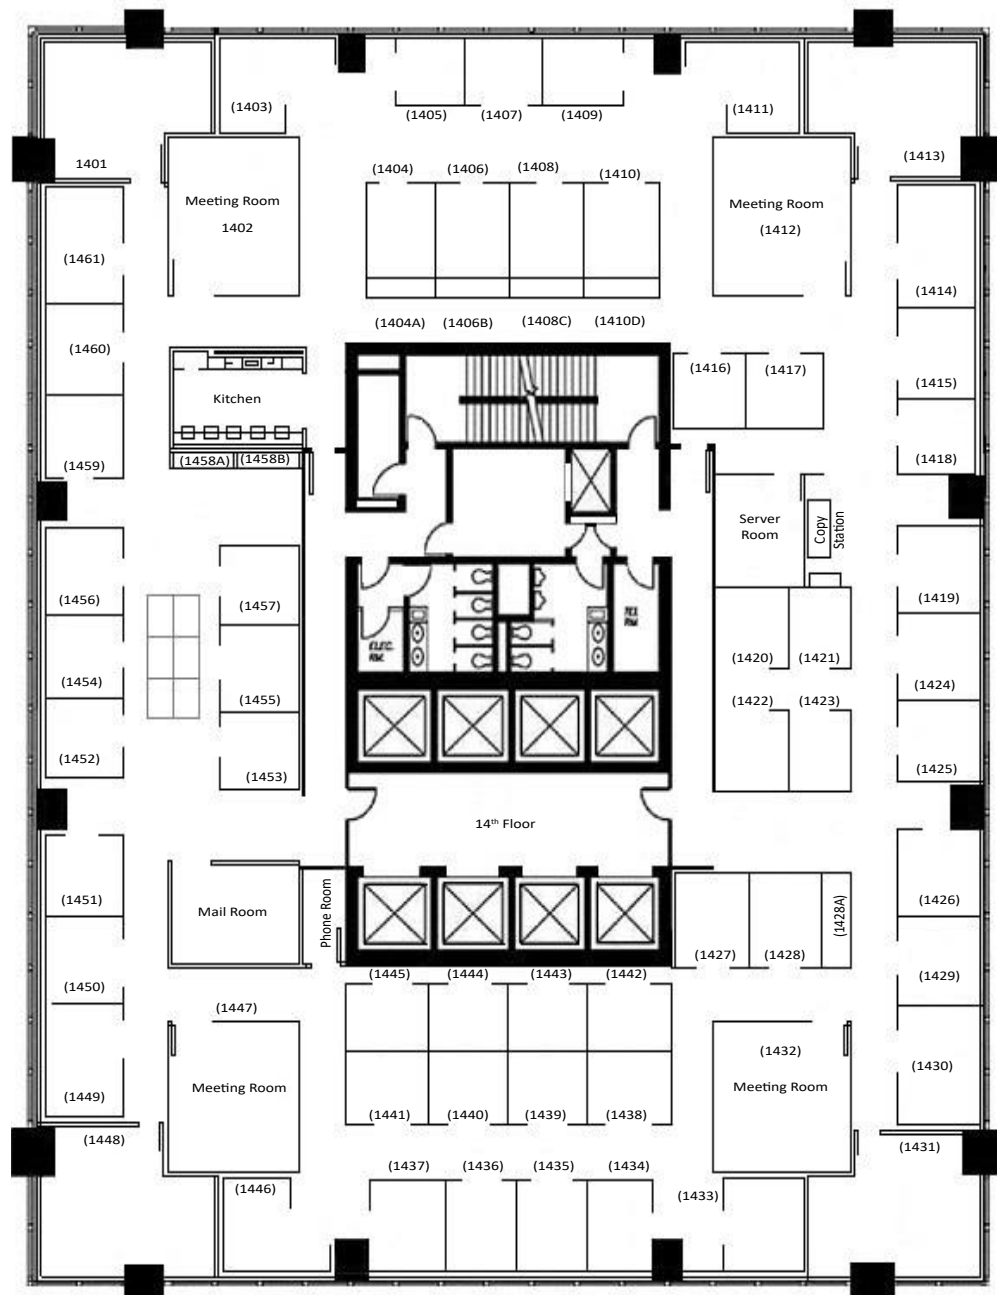 (1403)
(1405)
(1407)
(1409)
(1411)
1401
(1413)
(1404)
(1406)
(1408)
(1410)
Meeting Room
1402
Meeting Room
(1412)
(1461)
(1414)
(1404A)
(1406B)
(1408C)
(1410D)
(1460)
(1416)
(1417)
(1415)
Kitchen
(1459)
(1458A)
(1458B)
(1418)
Server
Room
Copy
Station
(1456)
(1457)
(1419)
ELEC.
RM.
TEL
RM.
(1454)
(1455)
(1420)
(1421)
(1424)
(1422)
(1423)
(1452)
(1453)
(1425)
14th Floor
(1451)
Mail Room
Phone Room
(1428A)
(1426)
(1427)
(1428)
(1450)
(1445)
(1444)
(1443)
(1442)
(1429)
(1447)
(1432)
Meeting Room
Meeting Room
(1430)
(1449)
(1441)
(1440)
(1439)
(1438)
(1448)
(1431)
(1446)
(1437)
(1436)
(1435)
(1434)
(1433)